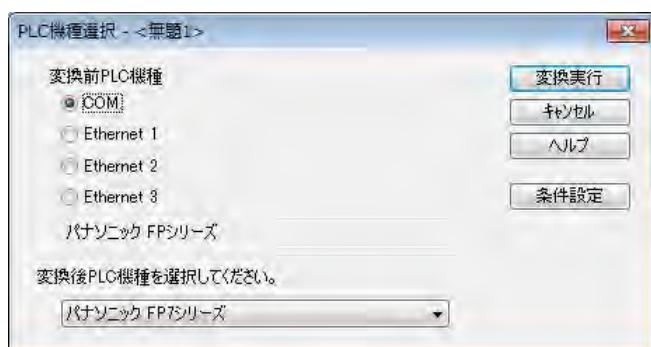 PLC機種選択 - <無題1>
変換前PLC機種
COM
Ethernet 1
Ethernet 2
Ethernet 3
パナソニック FPシリーズ
変換後PLC機種を選択してください。
パナソニック FP7シリーズ
変換実行
ｷｬﾝｾﾙ
ヘルプ
条件設定